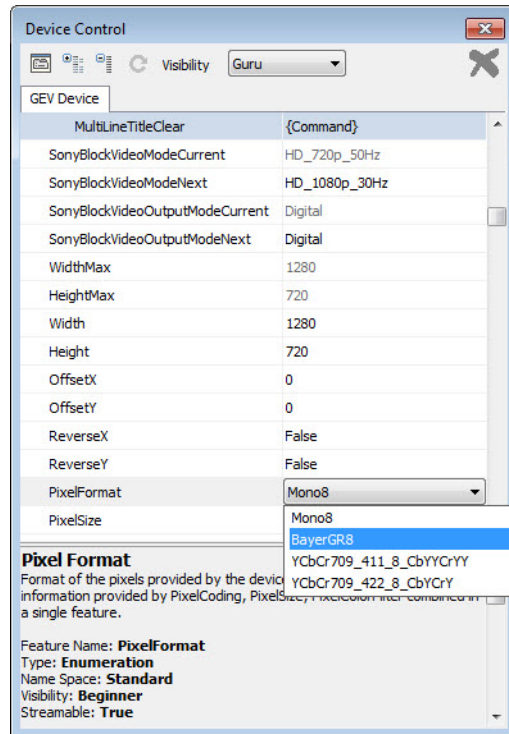 Device Control
Visibility Guru
GEV Device
MultiLineTitleClear {Command}
SonyBlockVideoModeCurrent HD_720p_50Hz
SonyBlockVideoModeNext HD_1080p_30Hz
SonyBlockVideoOutputModeCurrent Digital
SonyBlockVideoOutputModeNext Digital
WidthMax 1280
HeightMax 720
Width 1280
Height 720
OffsetX 0
OffsetY 0
ReverseX False
ReverseY False
PixelFormat Mono8
PixelSize Mono8
BayerGR8
YCbCr709_411_8_CbYYCrYY
YCbCr709_422_8_CbYCrY
Pixel Format
Format of the pixels provided by the
information provided by PixelCoding, combined in
a single feature.
Feature Name: PixelFormat
Type: Enumeration
Name Space: Standard
Visibility: Beginner
Streamable: True